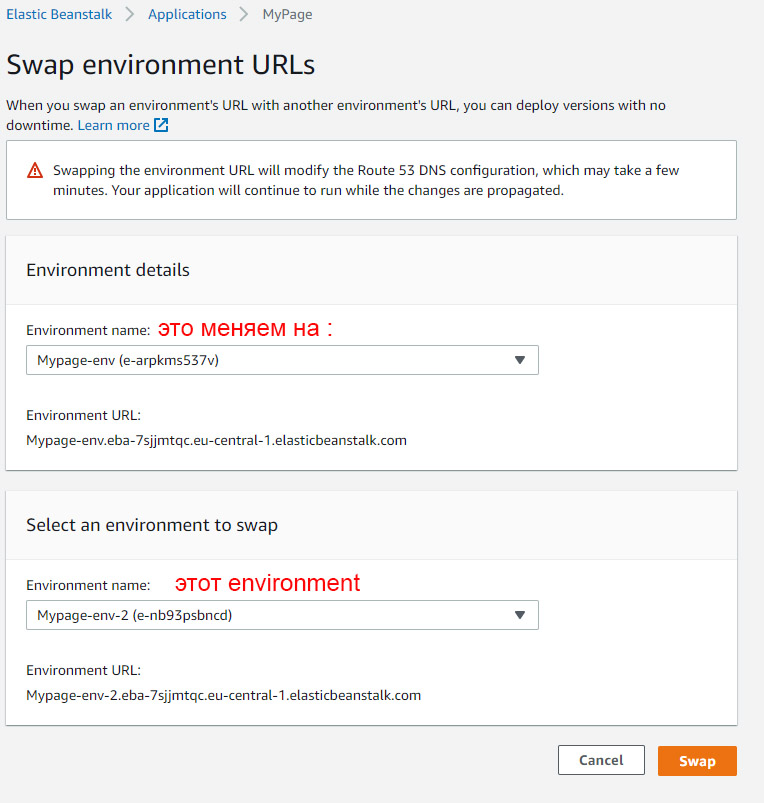 Elastic Beanstalk > Applications > MyPage
Swap environment URLs
When you swap an environment's URL with another environment's URL, you can deploy versions with no
downtime. Learn more
Swapping the environment URL will modify the Route 53 DNS configuration, which may take a few
minutes. Your application will continue to run while the changes are propagated.
Environment details
Environment name: это меняем на :
Mypage-env (e-arpkms537v)
Environment URL:
Mypage-env.eba-7sjjmtqc.eu-central-1.elasticbeanstalk.com
Select an environment to swap
Environment name: этот environment
Mypage-env-2 (e-nb93psbncd)
Environment URL:
Mypage-env-2.eba-7sjjmtqc.eu-central-1.elasticbeanstalk.com
Cancel Swap